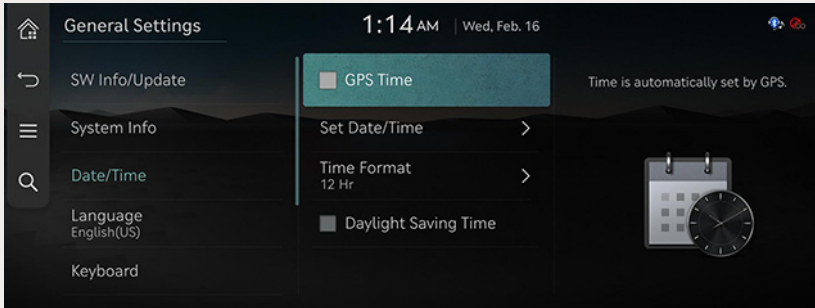 General Settings
1:14 AM
Wed, Feb. 16
SW Info/Update
System Info
Date/Time
Language
English(US)
Keyboard
GPS Time
Set Date/Time
Time Format
12 Hr
Daylight Saving Time
Time is automatically set by GPS.